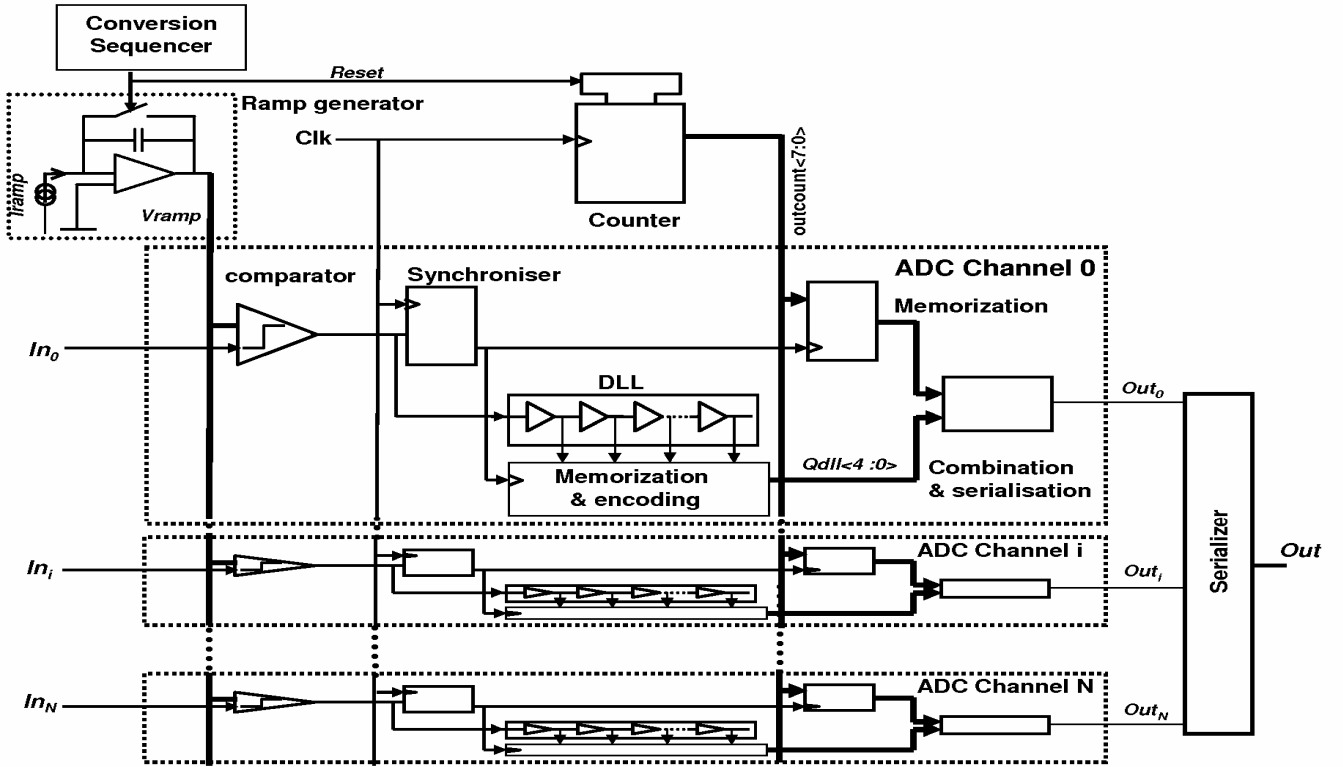 Conversion
Sequencer
Reset
Ramp generator
Clk
Iramp
Vramp
Counter
outcount<7:0>
ADC Channel 0
comparator
Synchroniser
Memorization
In0
DLL
Out0
Memorization
& encoding
Qdll<4 :0>
Combination
& serialisation
ADC Channel i
Ini
Outi
Serializer
Out
ADC Channel N
InN
OutN